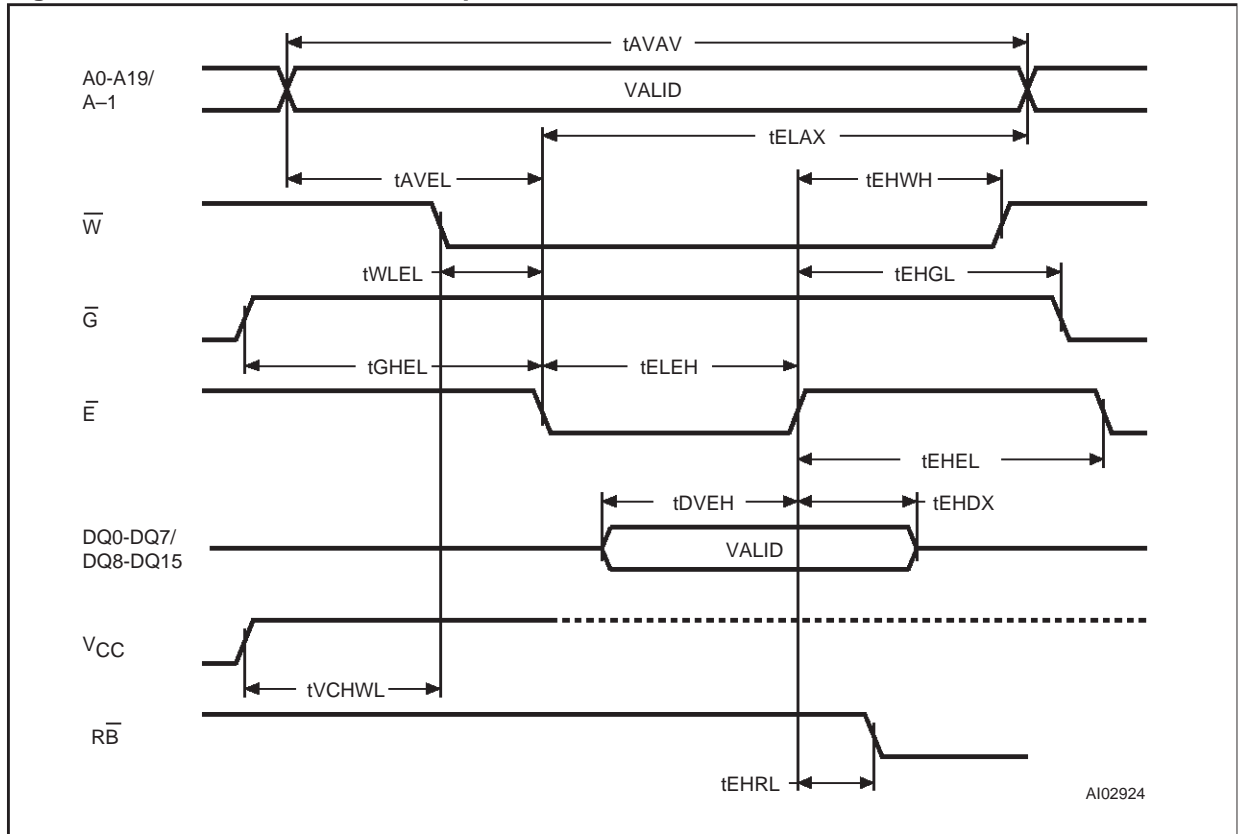 tAVAV
A0-A19/
A–1
VALID
tELAX
tAVEL
tEHWH
W̅
tWLEL
tEHGL
G̅
tGHEL
tELEH
E̅
tEHEL
tDVEH
tEHDX
DQ0-DQ7/
DQ8-DQ15
VALID
VCC
tVCHWL
RB̅
tEHRL
AI02924